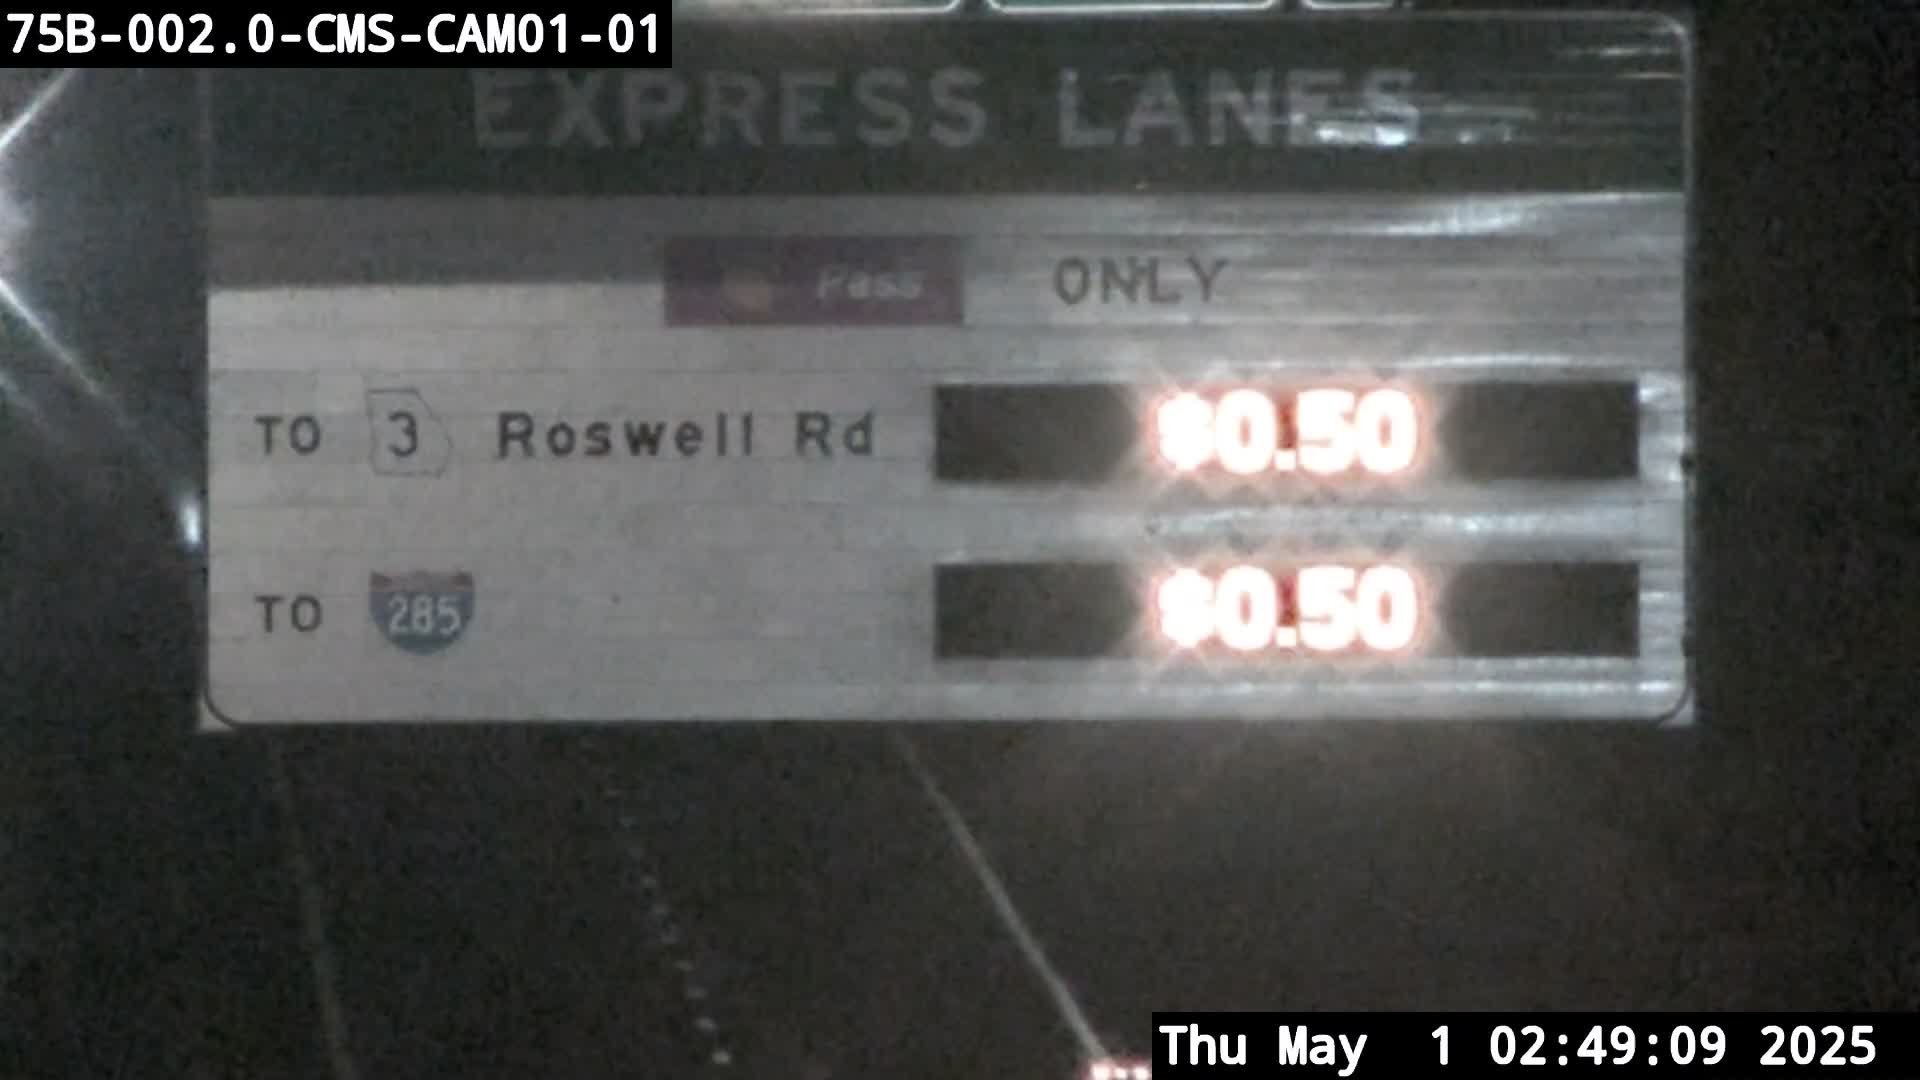 75B-002.0-CMS-CAM01-01
EXPRESS LANES
Pass ONLY
TO 3 Roswell Rd $0.50
TO 285 $0.50
Thu May 1 02:49:09 2025